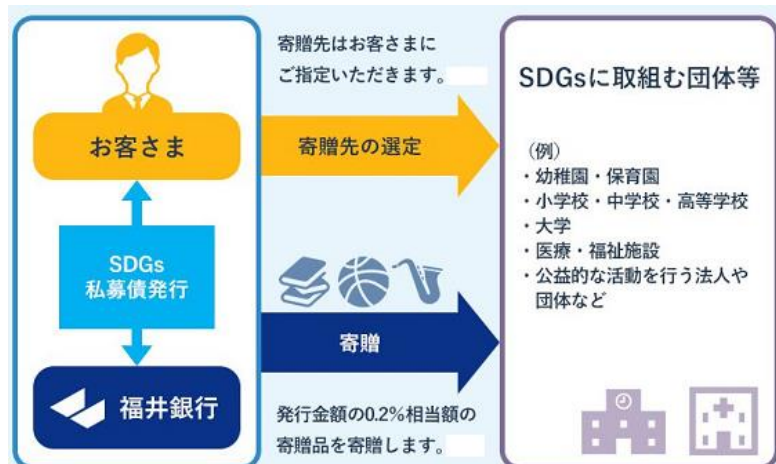 お客さま
SDGs
私募債発行
福井銀行
寄贈先はお客さまに
ご指定いただきます。
寄贈先の選定
寄贈
発行金額の0.2%相当額の
寄贈品を寄贈します。
SDGsに取組む団体等
（例）
・幼稚園・保育園
・小学校・中学校・高等学校
・大学
・医療・福祉施設
・公益的な活動を行う法人や
団体など